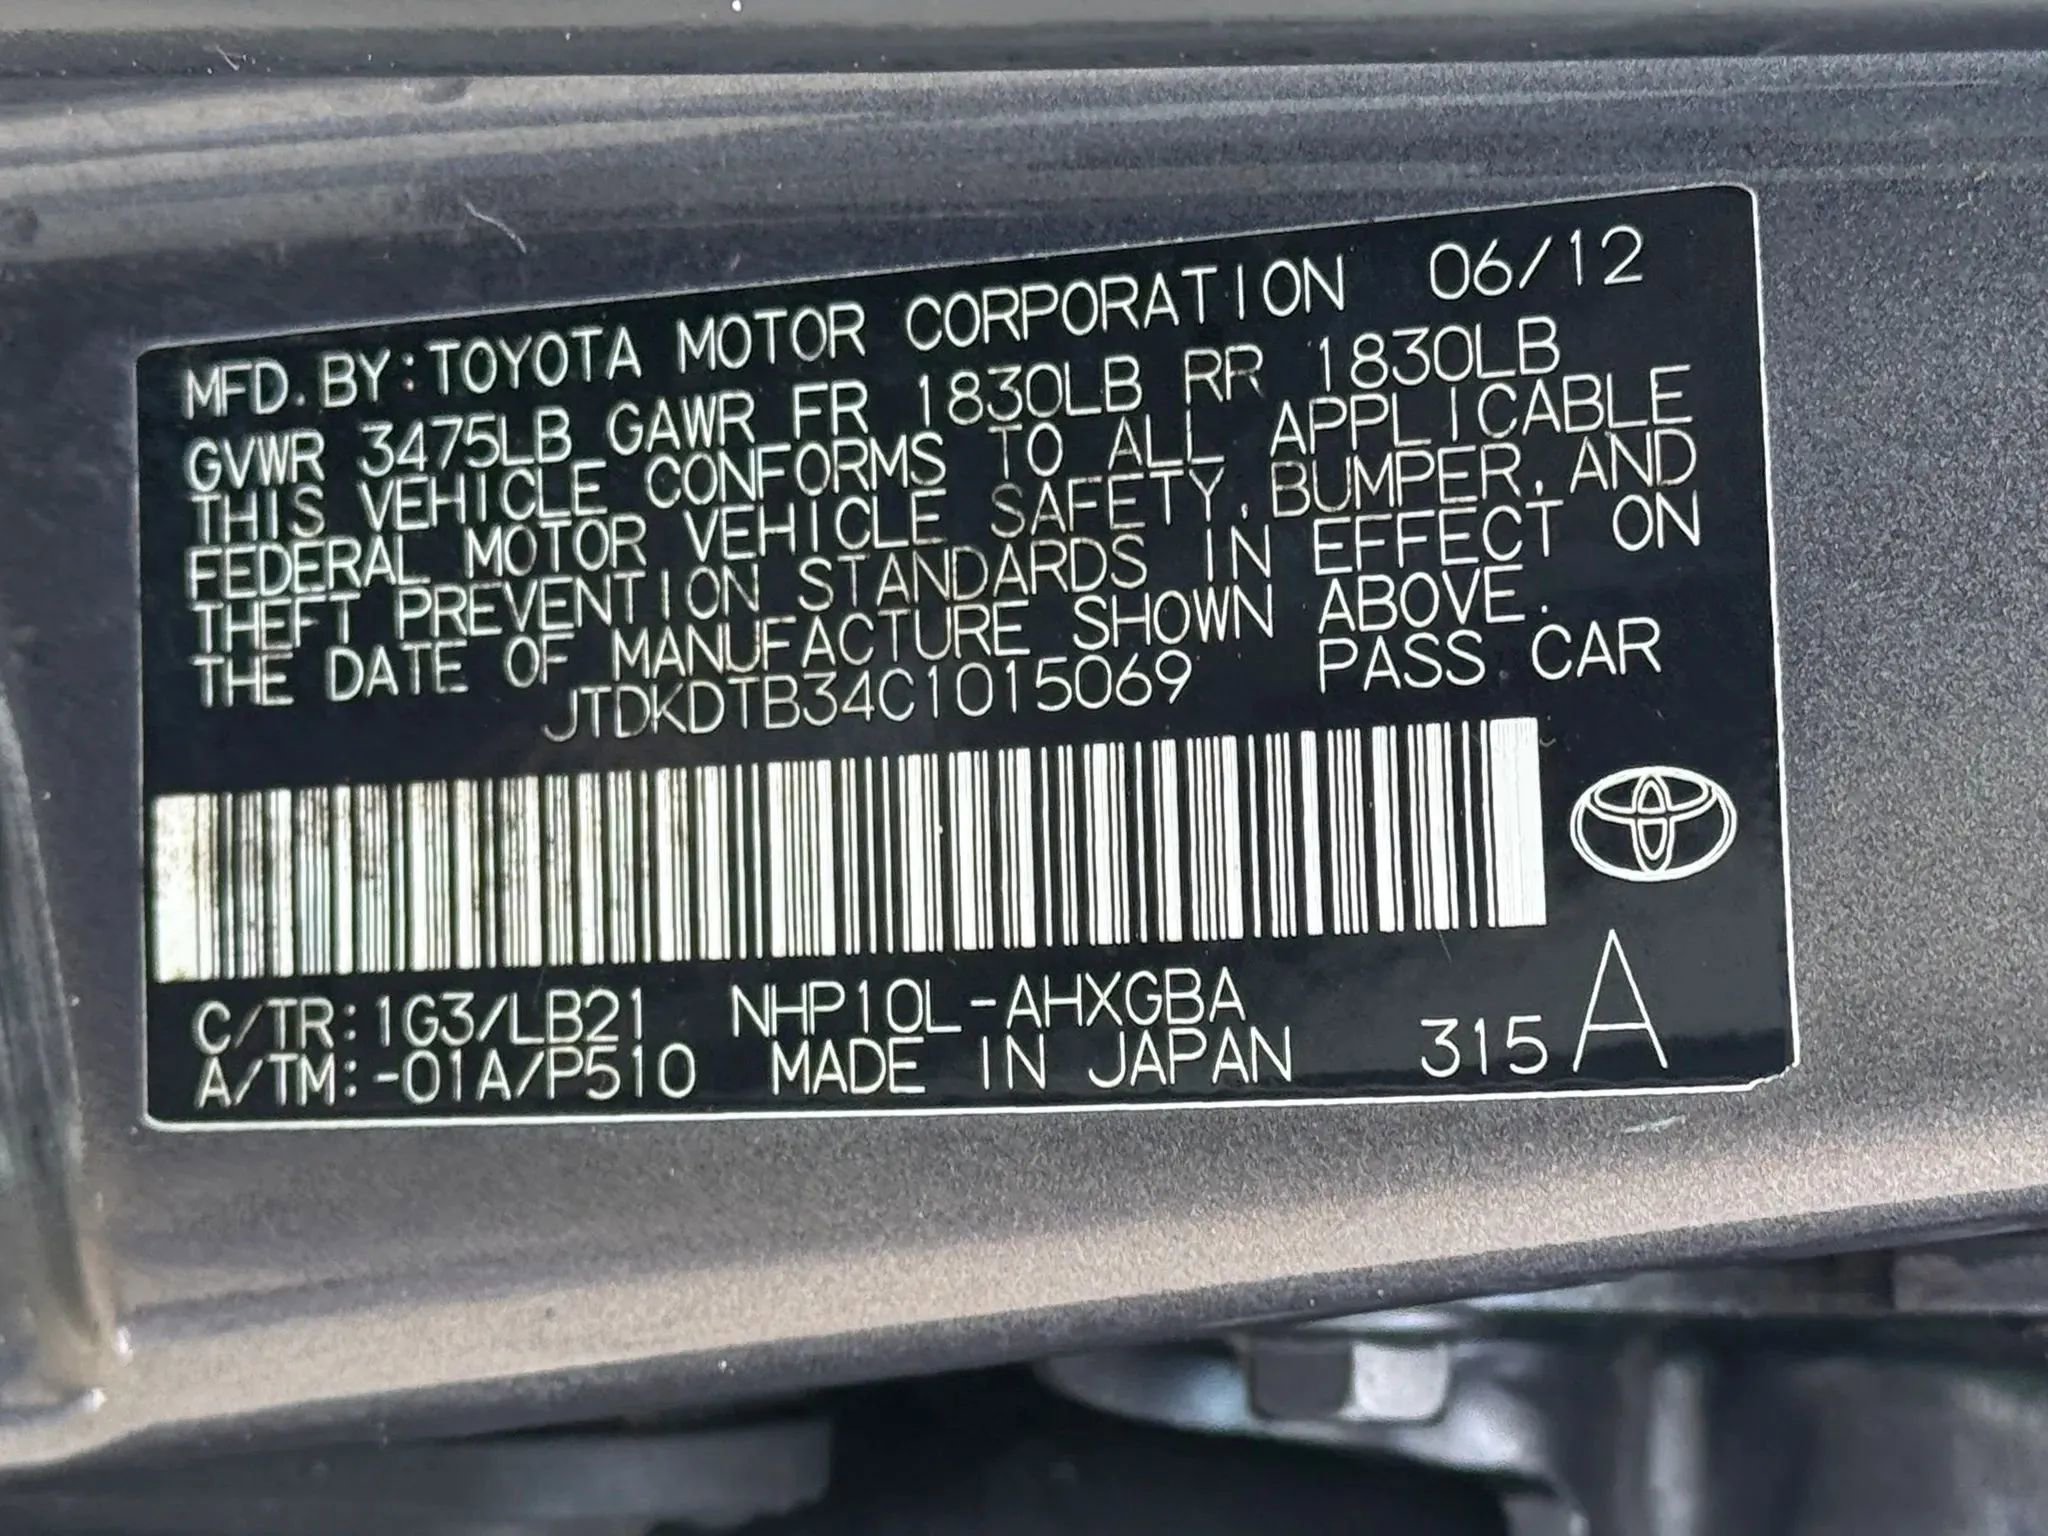 MFD. BY: TOYOTA MOTOR CORPORATION 06/12
GVWR 3475LB GAWR FR 1830LB RR 1830LB
THIS VEHICLE CONFORMS TO ALL APPLICABLE
FEDERAL MOTOR VEHICLE SAFETY, BUMPER, AND
THEFT PREVENTION STANDARDS IN EFFECT ON
THE DATE OF MANUFACTURE SHOWN ABOVE.
JTDKDTB34C1015069 PASS CAR
C/TR: 1G3/LB21 NHP10L-AHXGBA
A/TM: -01A/P510 MADE IN JAPAN 315 A